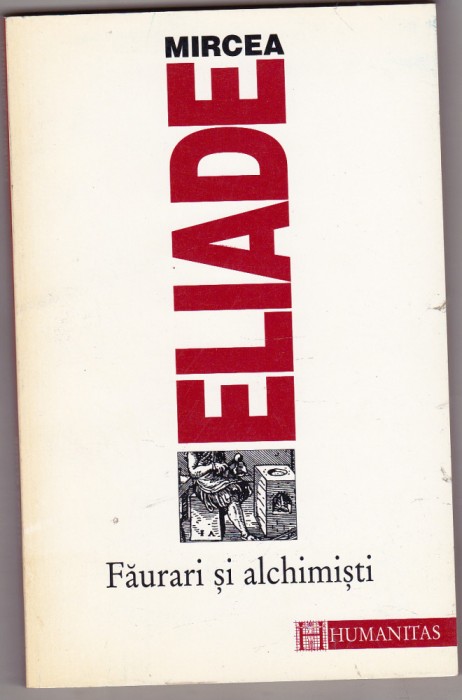 MIRCEA
ELIADE
Făurari și alchimiști
HUMANITAS